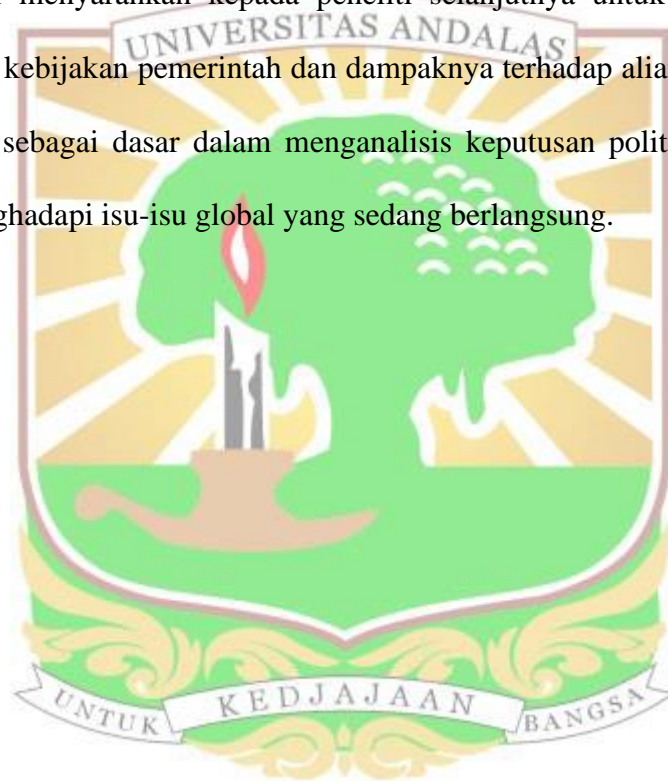 menyarankan kepada peneliti selanjutnya untuk
UNIVERSITAS ANDALAS
kebijakan pemerintah dan dampaknya terhadap alia
sebagai dasar dalam menganalisis keputusan polit
ghadapi isu-isu global yang sedang berlangsung.
UNTUK KEDJAJAAN BANGSA